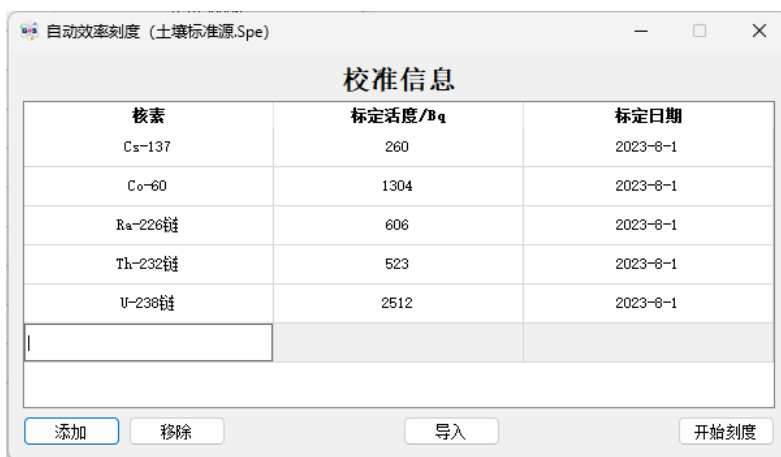 自动效率刻度（土壤标准源.Spe）
校准信息
核素 标定活度/Bq 标定日期
Cs-137 260 2023-8-1
Co-60 1304 2023-8-1
Ra-226链 606 2023-8-1
Th-232链 523 2023-8-1
U-238链 2512 2023-8-1
添加 移除 导入 开始刻度